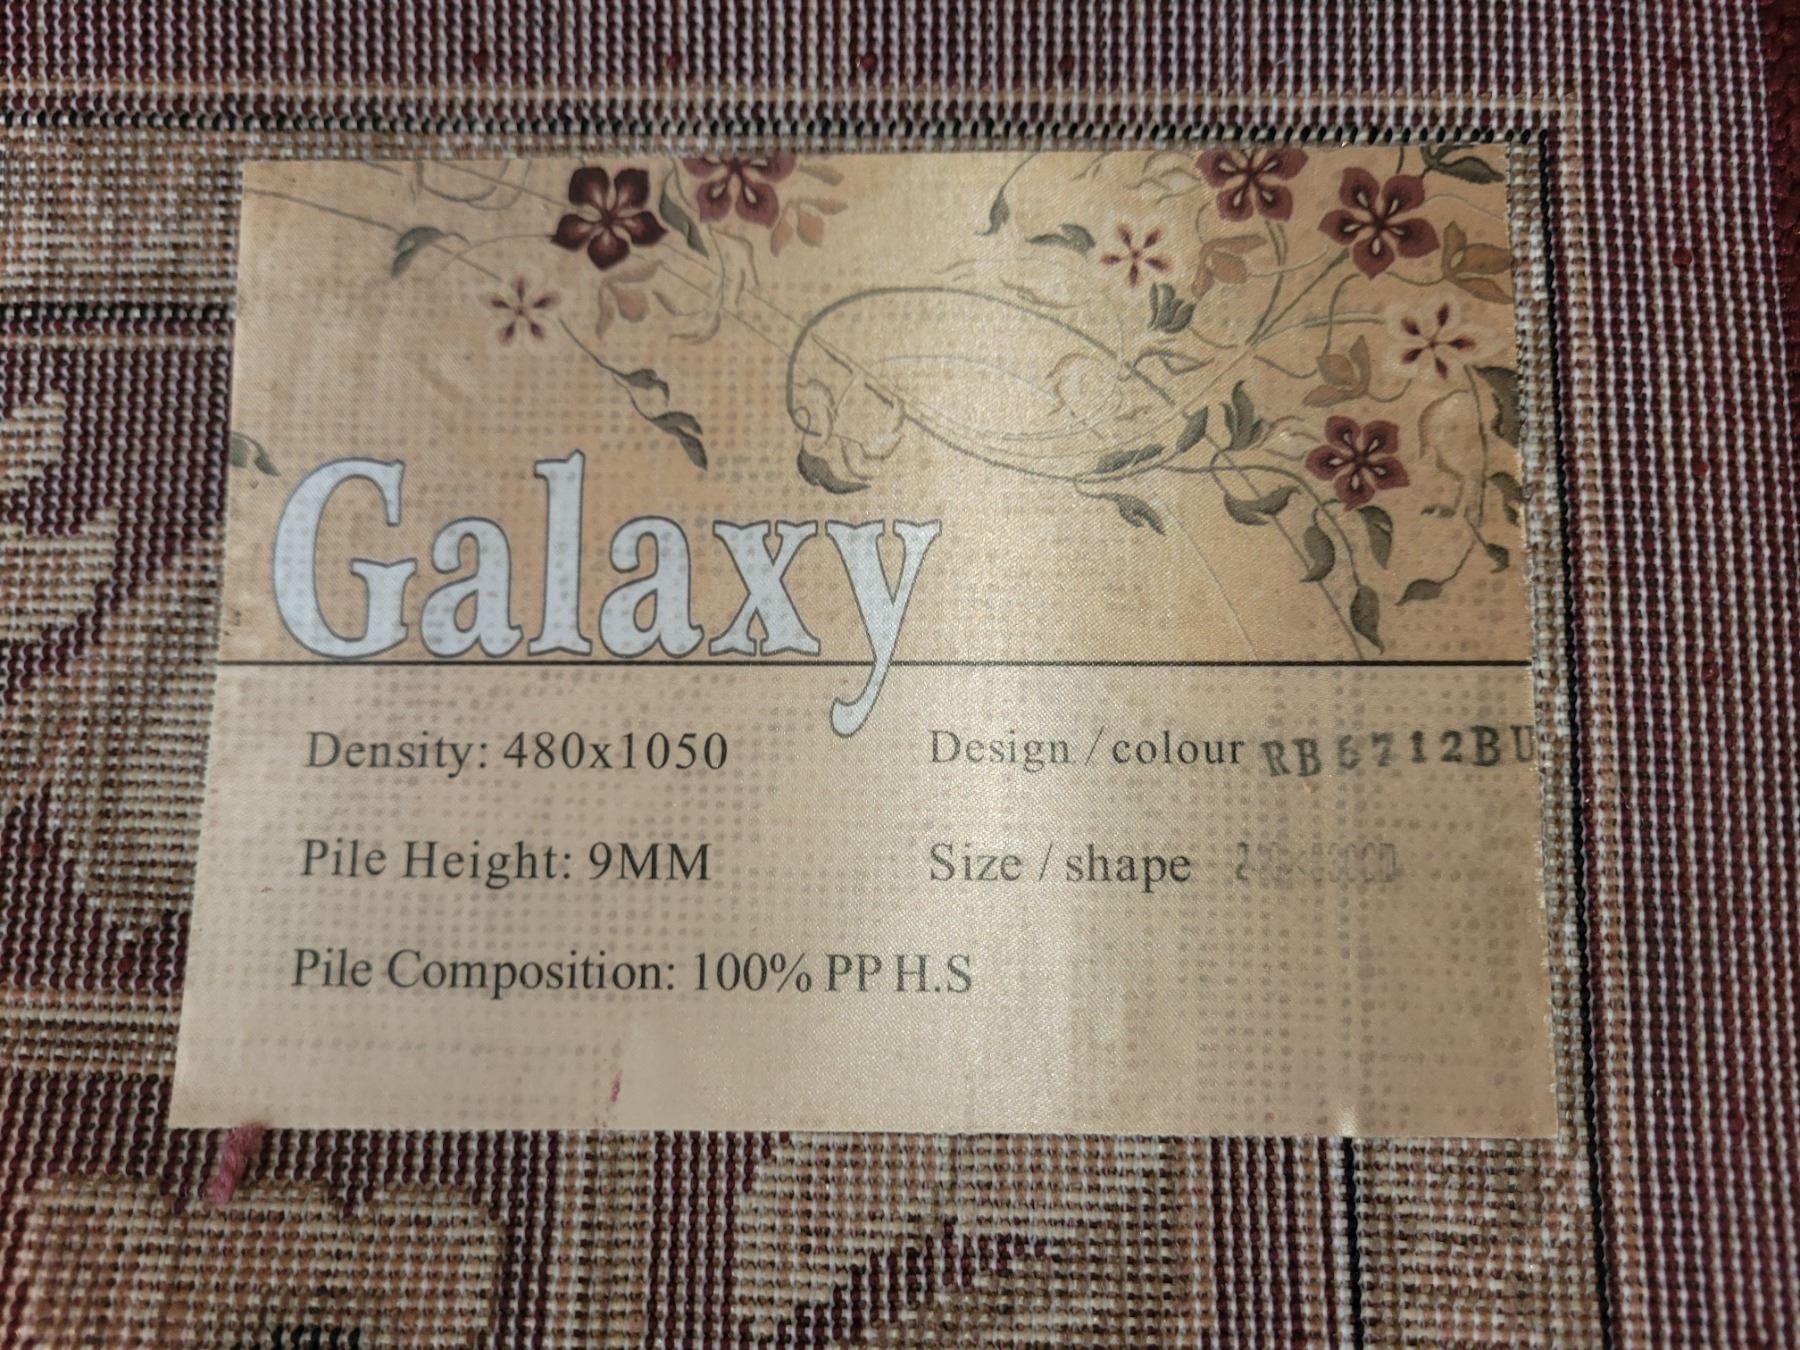 Galaxy
Density: 480x1050
Design / colour RB6712BU
Pile Height: 9MM
Size / shape
Pile Composition: 100% PP H.S